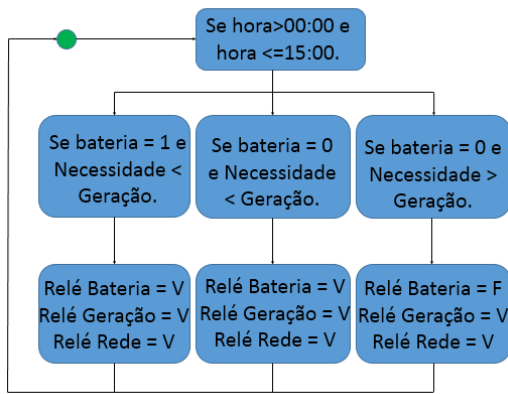 Se hora>00:00 e
hora <=15:00.
Se bateria = 1 e
Necessidade <
Geração.
Se bateria = 0
e Necessidade
< Geração.
Se bateria = 0 e
Necessidade >
Geração.
Relé Bateria = V
Relé Geração = V
Relé Rede = V
Relé Bateria = V
Relé Geração = V
Relé Rede = V
Relé Bateria = F
Relé Geração = V
Relé Rede = V